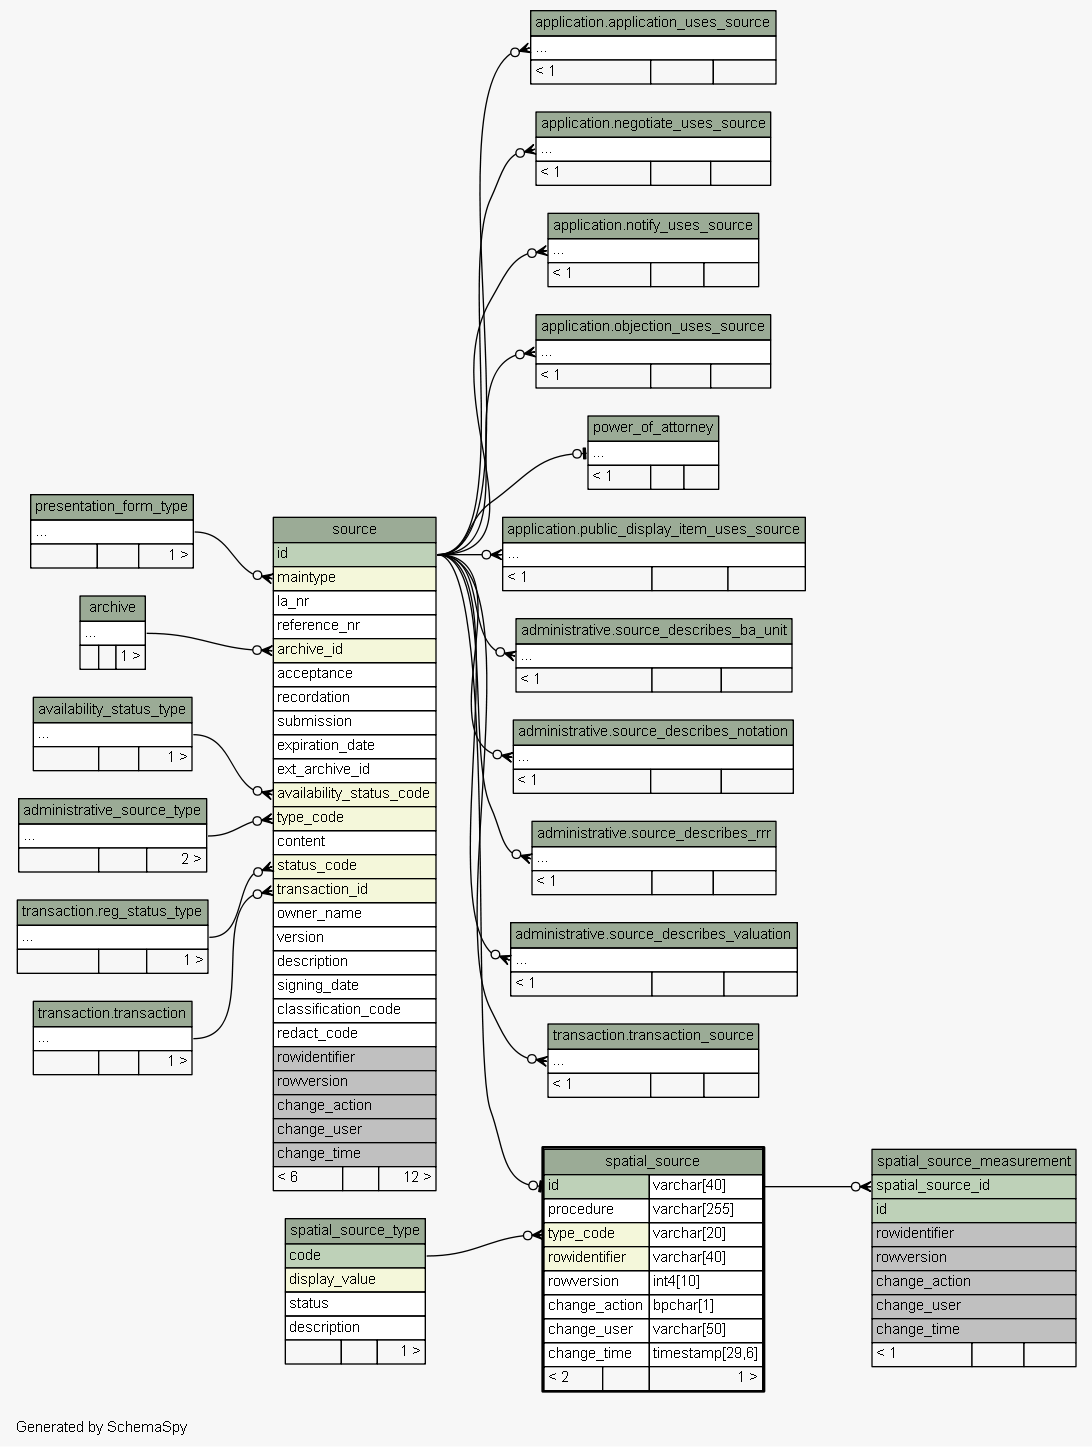 application.application_uses_source
...
< 1
application.negotiate_uses_source
...
< 1
application.notify_uses_source
...
< 1
application.objection_uses_source
...
< 1
power_of_attorney
...
< 1
presentation_form_type
...
1 >
archive
...
1 >
availability_status_type
...
1 >
administrative_source_type
...
2 >
transaction.reg_status_type
...
1 >
transaction.transaction
...
1 >
source
id
maintype
la_nr
reference_nr
archive_id
acceptance
recordation
submission
expiration_date
ext_archive_id
availability_status_code
type_code
content
status_code
transaction_id
owner_name
version
description
signing_date
classification_code
redact_code
rowidentifier
rowversion
change_action
change_user
change_time
< 6 12 >
application.public_display_item_uses_source
...
< 1
administrative.source_describes_ba_unit
...
< 1
administrative.source_describes_notation
...
< 1
administrative.source_describes_rrr
...
< 1
administrative.source_describes_valuation
...
< 1
transaction.transaction_source
...
< 1
spatial_source_type
code
display_value
status
description
1 >
spatial_source
id varchar[40]
procedure varchar[255]
type_code varchar[20]
rowidentifier varchar[40]
rowversion int4[10]
change_action bpchar[1]
change_user varchar[50]
change_time timestamp[29,6]
< 2 1 >
spatial_source_measurement
spatial_source_id
id
rowidentifier
rowversion
change_action
change_user
change_time
< 1
Generated by SchemaSpy